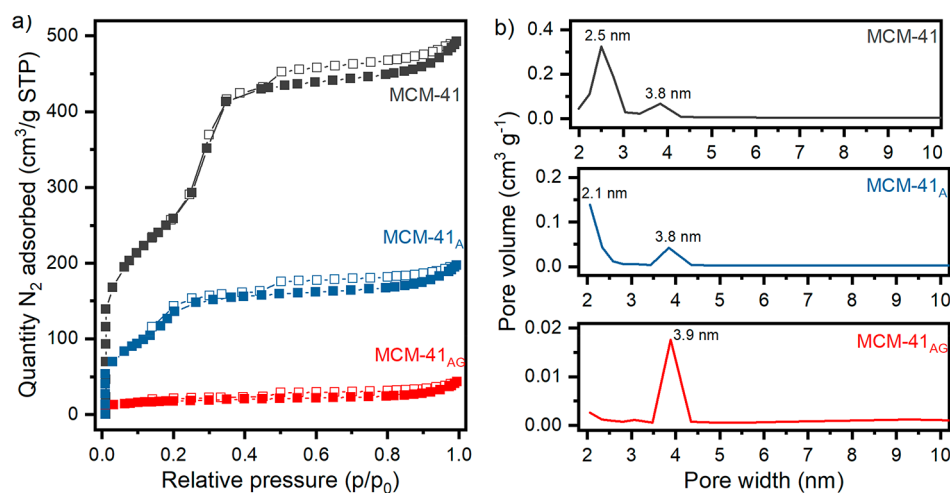 a)
Quantity N₂ adsorbed (cm³/g STP)
500
400
300
200
100
0
MCM-41
MCM-41A
MCM-41AG
0.0 0.2 0.4 0.6 0.8 1.0
Relative pressure (p/p₀)
b)
Pore volume (cm³ g⁻¹)
0.4
0.2
0.0
2.5 nm
3.8 nm
MCM-41
2 3 4 5 6 7 8 9 10
0.2
0.1
0.0
2.1 nm
3.8 nm
MCM-41A
2 3 4 5 6 7 8 9 10
0.02
0.01
0.00
3.9 nm
MCM-41AG
2 3 4 5 6 7 8 9 10
Pore width (nm)